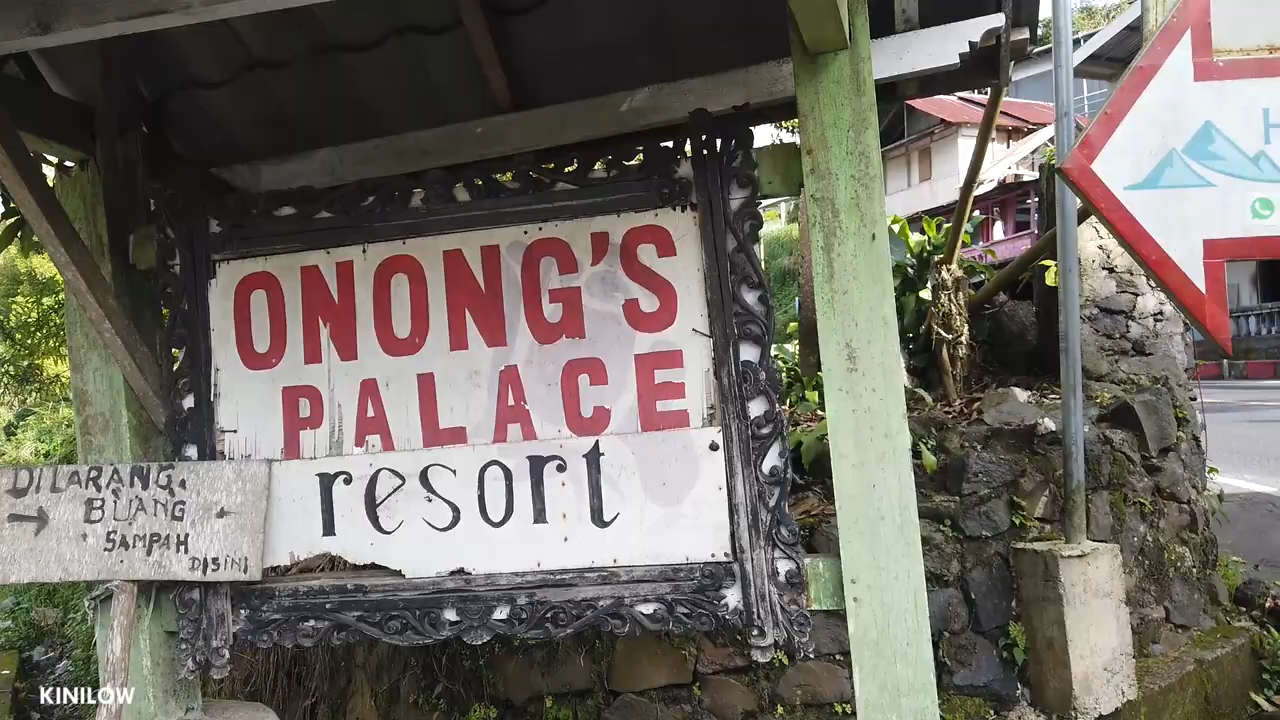 ONONG'S
PALACE
resort
DILARANG.
BUANG
SAMPAH
DISINI
H
KINILOW